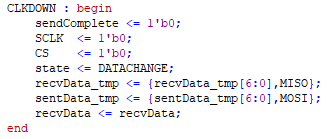 CLKDOWN : begin
sendComplete <= 1'b0;
SCLK <= 1'b0;
CS <= 1'b0;
state <= DATACHANGE;
recvData_tmp <= {recvData_tmp[6:0],MISO};
sentData_tmp <= {sentData_tmp[6:0],MOSI};
recvData <= recvData;
end